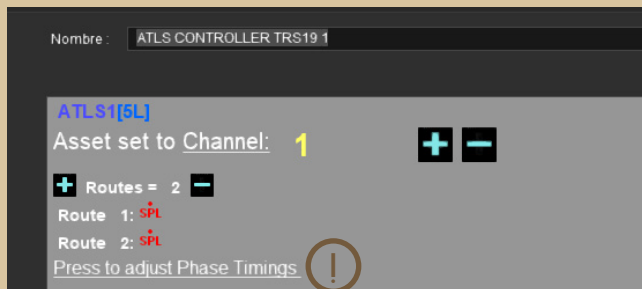 Nombre : ATLS CONTROLLER TRS19 1
ATLS1[5L]
Asset set to Channel: 1
Routes = 2
Route 1: SPL
Route 2: SPL
Press to adjust Phase Timings